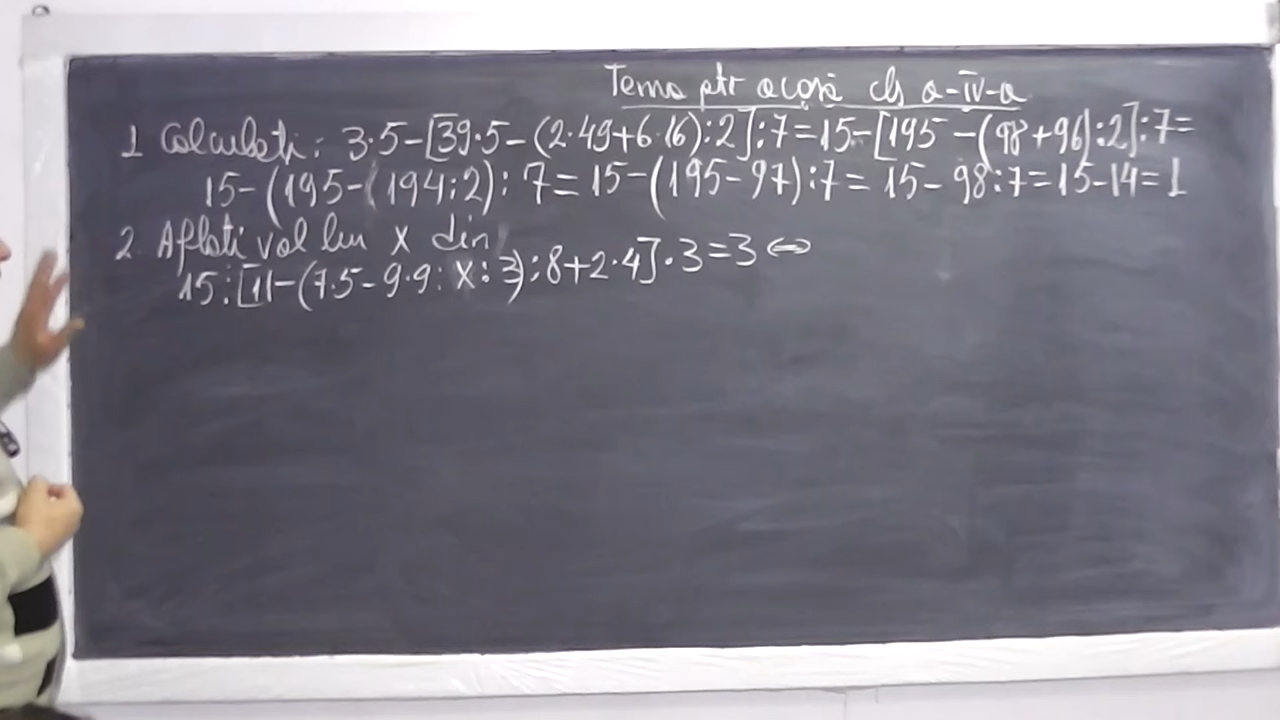 Tema ptr acasă cls a-IV-a
1 Calculati: 3·5-[39·5-(2·49+6·16):2]:7=15-[195-(98+96):2]:7=
15-(195-(194:2):7=15-(195-97):7=15-98:7=15-14=1
2. Aflati val lui x din
15:[11-(7·5-9·9:x:3):8+2·4]·3=3⇔